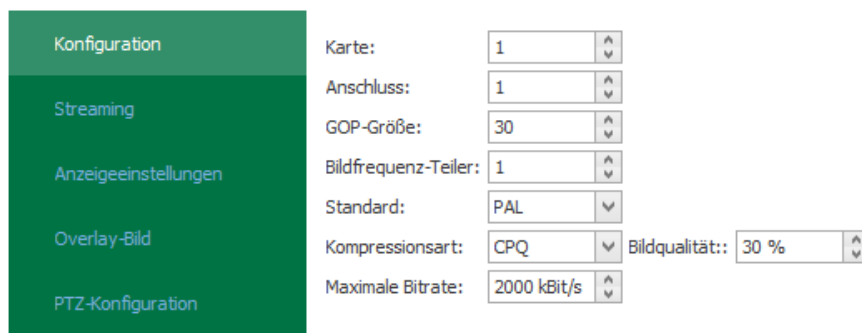 Konfiguration
Streaming
Anzeigeeinstellungen
Overlay-Bild
PTZ-Konfiguration
Karte: 1
Anschluss: 1
GOP-Größe: 30
Bildfrequenz-Teiler: 1
Standard: PAL
Kompressionsart: CPQ Bildqualität:: 30 %
Maximale Bitrate: 2000 kBit/s